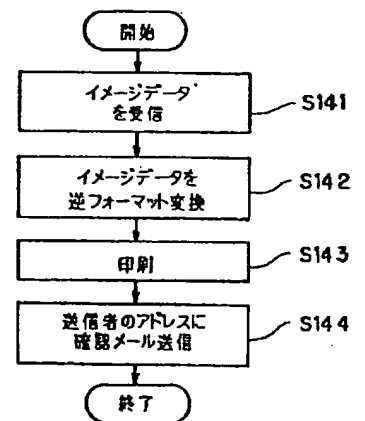 開始
イメージデータ
を受信
S141
イメージデータを
逆フォーマット変換
S142
印刷
S143
送信者のアドレスに
確認メール送信
S144
終了